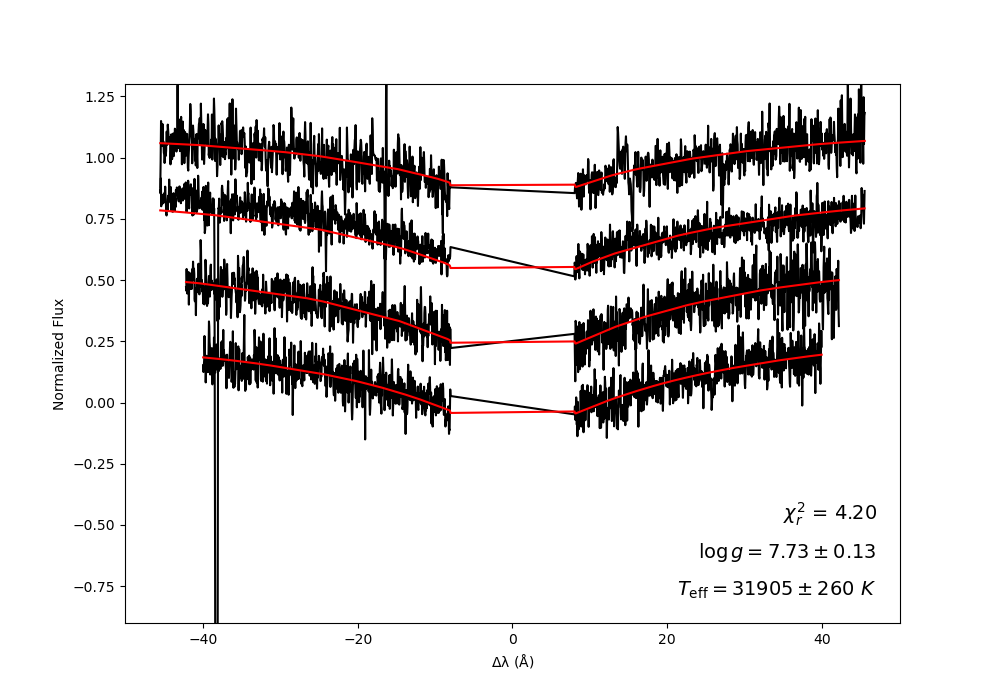 1.25
1.00
0.75
0.50
0.25
0.00
−0.25
−0.50
−0.75
Normalized Flux
χ²ᵣ = 4.20
log g = 7.73 ± 0.13
T_eff = 31905 ± 260 K
−40 −20 0 20 40
Δλ (Å)